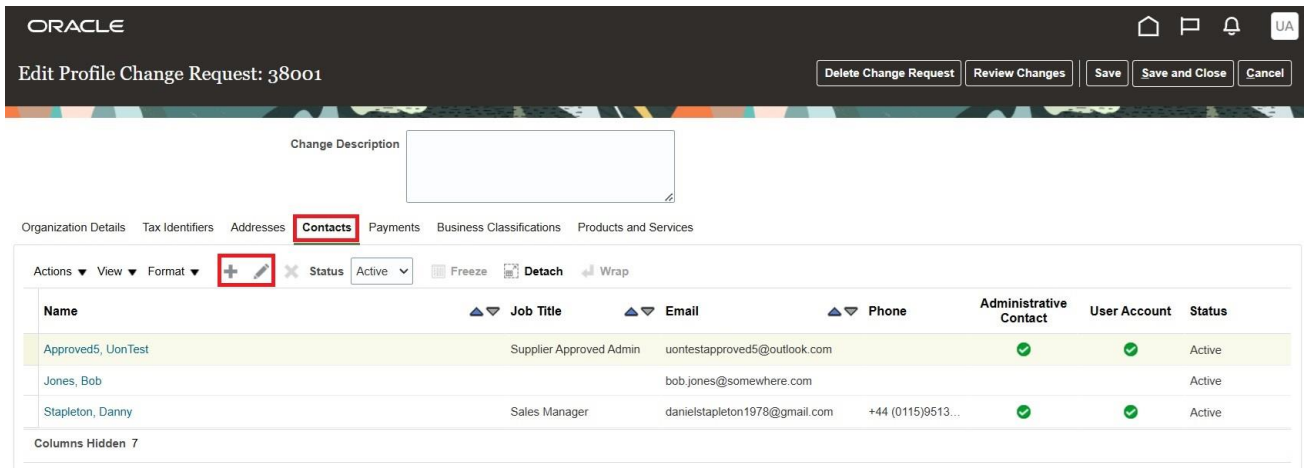 ORACLE
UA
Edit Profile Change Request: 38001
Delete Change Request Review Changes Save Save and Close Cancel
Change Description
Organization Details Tax Identifiers Addresses Contacts Payments Business Classifications Products and Services
Actions View Format Status Active Freeze Detach Wrap
Name Job Title Email Phone Administrative Contact User Account Status
Approved5, UonTest Supplier Approved Admin uontestapproved5@outlook.com Active
Jones, Bob bob.jones@somewhere.com Active
Stapleton, Danny Sales Manager danielstapleton1978@gmail.com +44 (0115)9513... Active
Columns Hidden 7